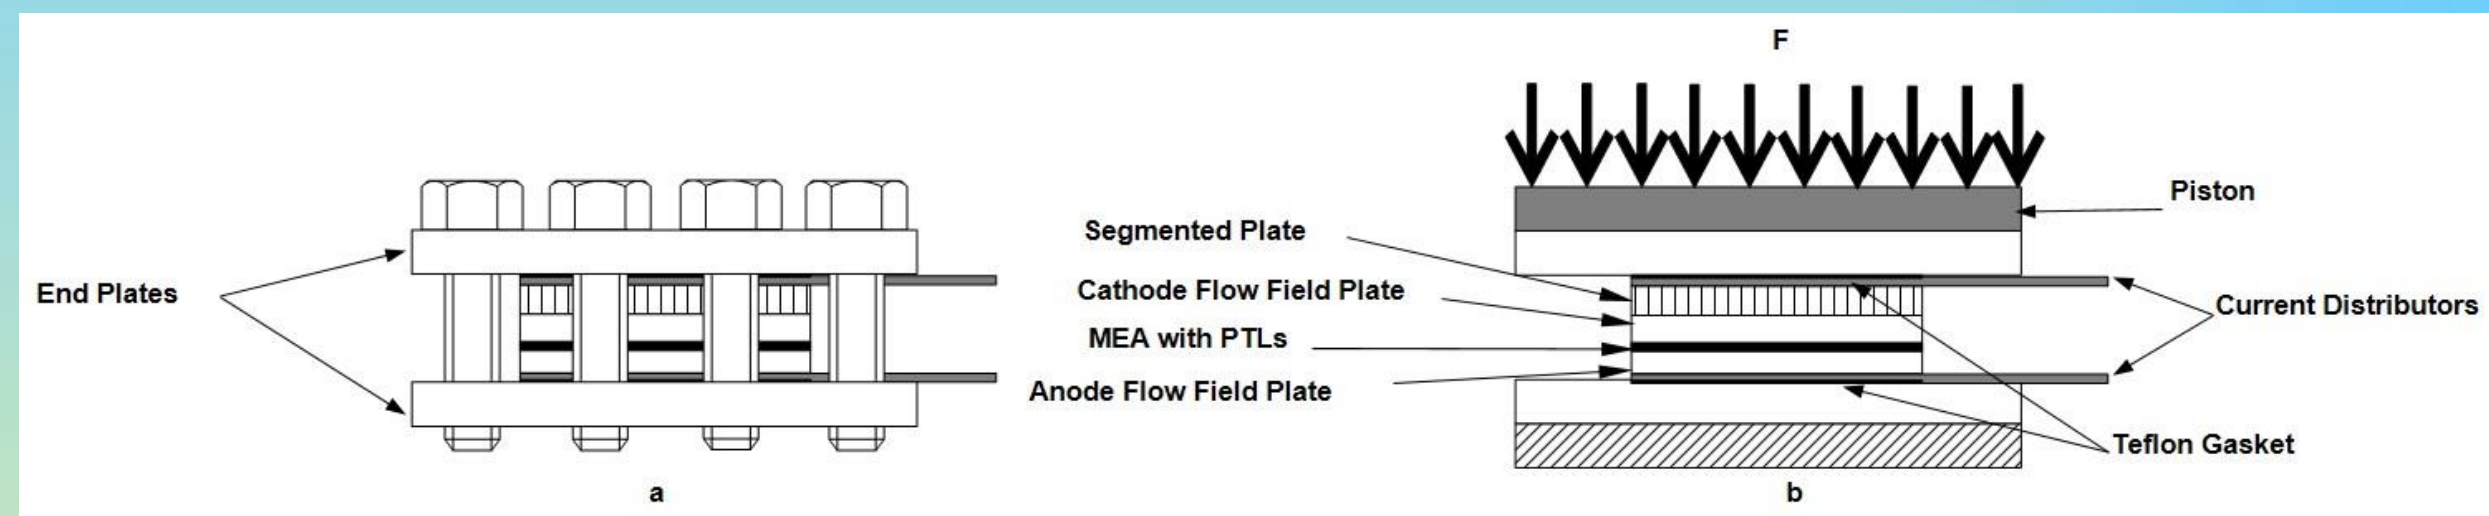 F
Piston
Segmented Plate
Cathode Flow Field Plate
End Plates
Current Distributors
MEA with PTLs
Anode Flow Field Plate
Teflon Gasket
a
b